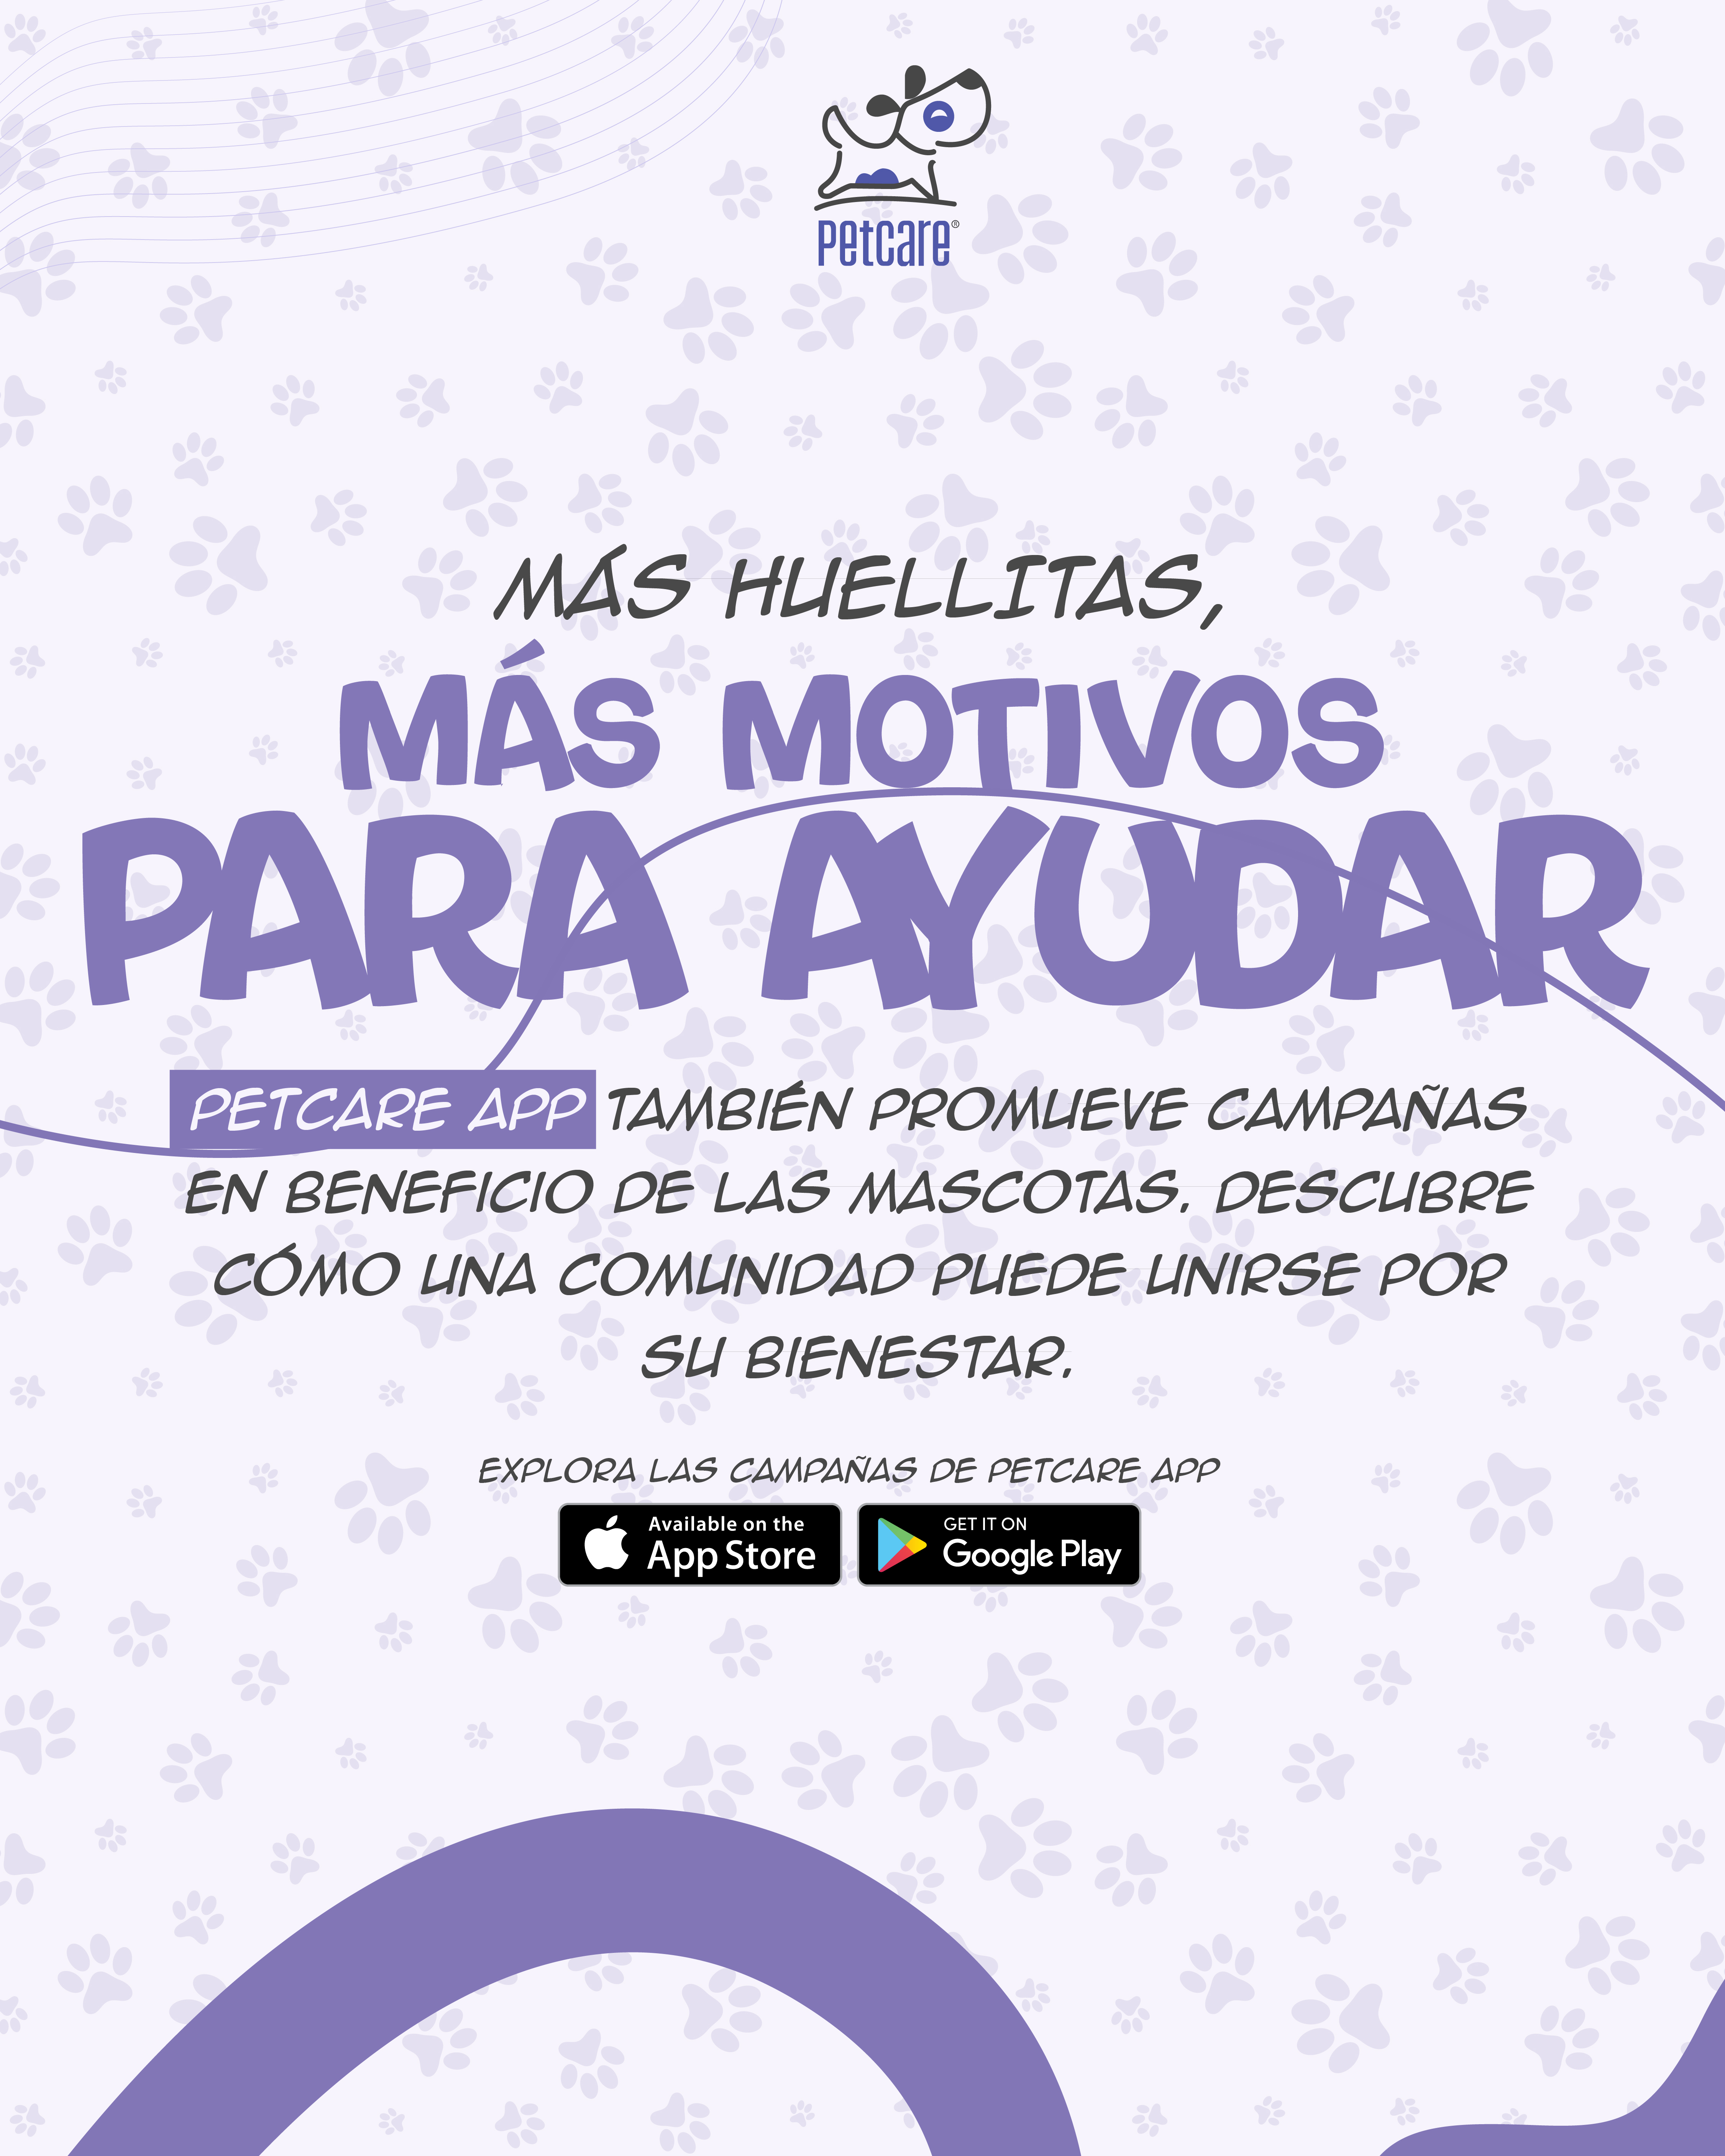 Petcare®
MÁS HUELLITAS,
MÁS MOTIVOS
PARA AYUDAR
PETCARE APP TAMBIÉN PROMUEVE CAMPAÑAS
EN BENEFICIO DE LAS MASCOTAS. DESCUBRE
CÓMO UNA COMUNIDAD PUEDE UNIRSE POR
SU BIENESTAR.
EXPLORA LAS CAMPAÑAS DE PETCARE APP
Available on the
App Store
GET IT ON
Google Play